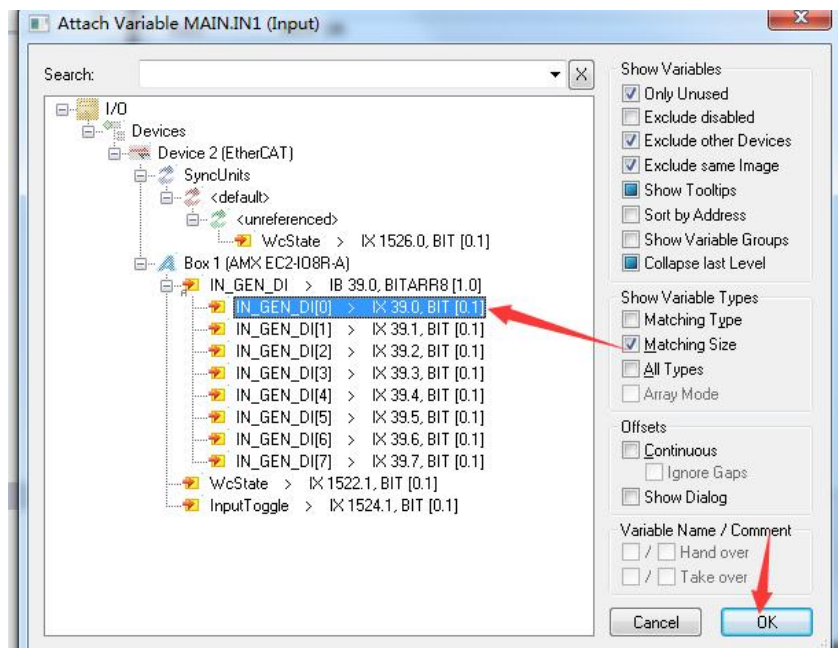 Attach Variable MAIN.IN1 (Input)
Search:
I/O
Devices
Device 2 (EtherCAT)
SyncUnits
<default>
<unreferenced>
WcState > IX 1526.0, BIT [0.1]
Box 1 (AMX EC2-IO8R-A)
IN_GEN_DI > IB 39.0, BITARR8 [1.0]
IN_GEN_DI[0] > IX 39.0, BIT [0.1]
IN_GEN_DI[1] > IX 39.1, BIT [0.1]
IN_GEN_DI[2] > IX 39.2, BIT [0.1]
IN_GEN_DI[3] > IX 39.3, BIT [0.1]
IN_GEN_DI[4] > IX 39.4, BIT [0.1]
IN_GEN_DI[5] > IX 39.5, BIT [0.1]
IN_GEN_DI[6] > IX 39.6, BIT [0.1]
IN_GEN_DI[7] > IX 39.7, BIT [0.1]
WcState > IX 1522.1, BIT [0.1]
InputToggle > IX 1524.1, BIT [0.1]
Show Variables
Only Unused
Exclude disabled
Exclude other Devices
Exclude same Image
Show Tooltips
Sort by Address
Show Variable Groups
Collapse last Level
Show Variable Types
Matching Type
Matching Size
All Types
Array Mode
Offsets
Continuous
Ignore Gaps
Show Dialog
Variable Name / Comment
/ Hand over
/ Take over
Cancel
OK